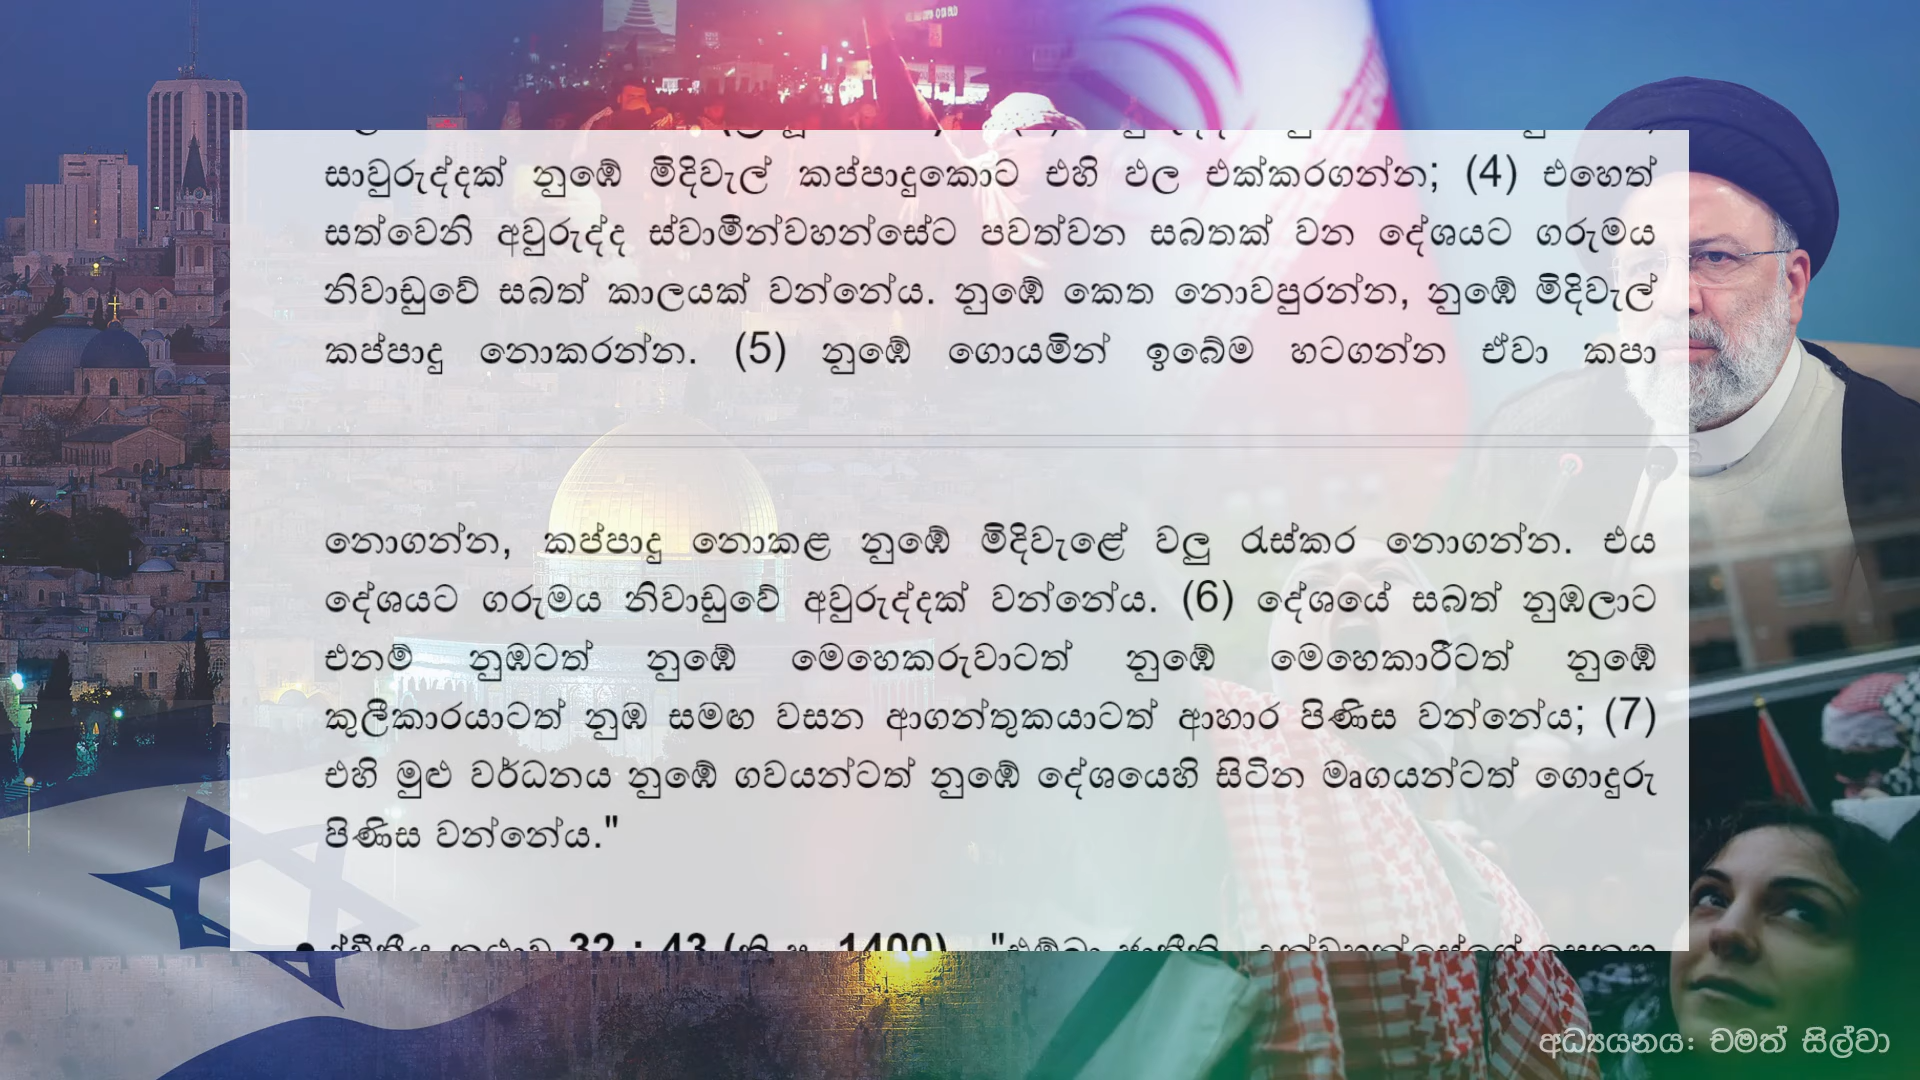 සාවුරුද්දක් නුඹේ මිදිවැල් කප්පාදුකොට එහි ඵල එක්කරගන්න; (4) එහෙත්
සත්වෙනි අවුරුද්ද ස්වාමීන්වහන්සේට පවත්වන සබතක් වන දේශයට ගරුමය
නිවාඩුවේ සබත් කාලයක් වන්නේය. නුඹේ කෙත නොවපුරන්න, නුඹේ මිදිවැල්
කප්පාදු නොකරන්න. (5) නුඹේ ගොයමින් ඉබේම හටගන්න ඒවා කපා
නොගන්න, කප්පාදු නොකළ නුඹේ මිදිවැළේ වලු රැස්කර නොගන්න. එය
දේශයට ගරුමය නිවාඩුවේ අවුරුද්දක් වන්නේය. (6) දේශයේ සබත් නුඹලාට
එනම් නුඹටත් නුඹේ මෙහෙකරුවාටත් නුඹේ මෙහෙකාරීටත් නුඹේ
කුලීකාරයාටත් නුඹ සමඟ වසන ආගන්තුකයාටත් ආහාර පිණිස වන්නේය; (7)
එහි මුළු වර්ධනය නුඹේ ගවයන්ටත් නුඹේ දේශයෙහි සිටින මෘගයන්ටත් ගොදුරු
පිණිස වන්නේය."
32 : 43 1400)
අධ්‍යයනය: චමත් සිල්වා